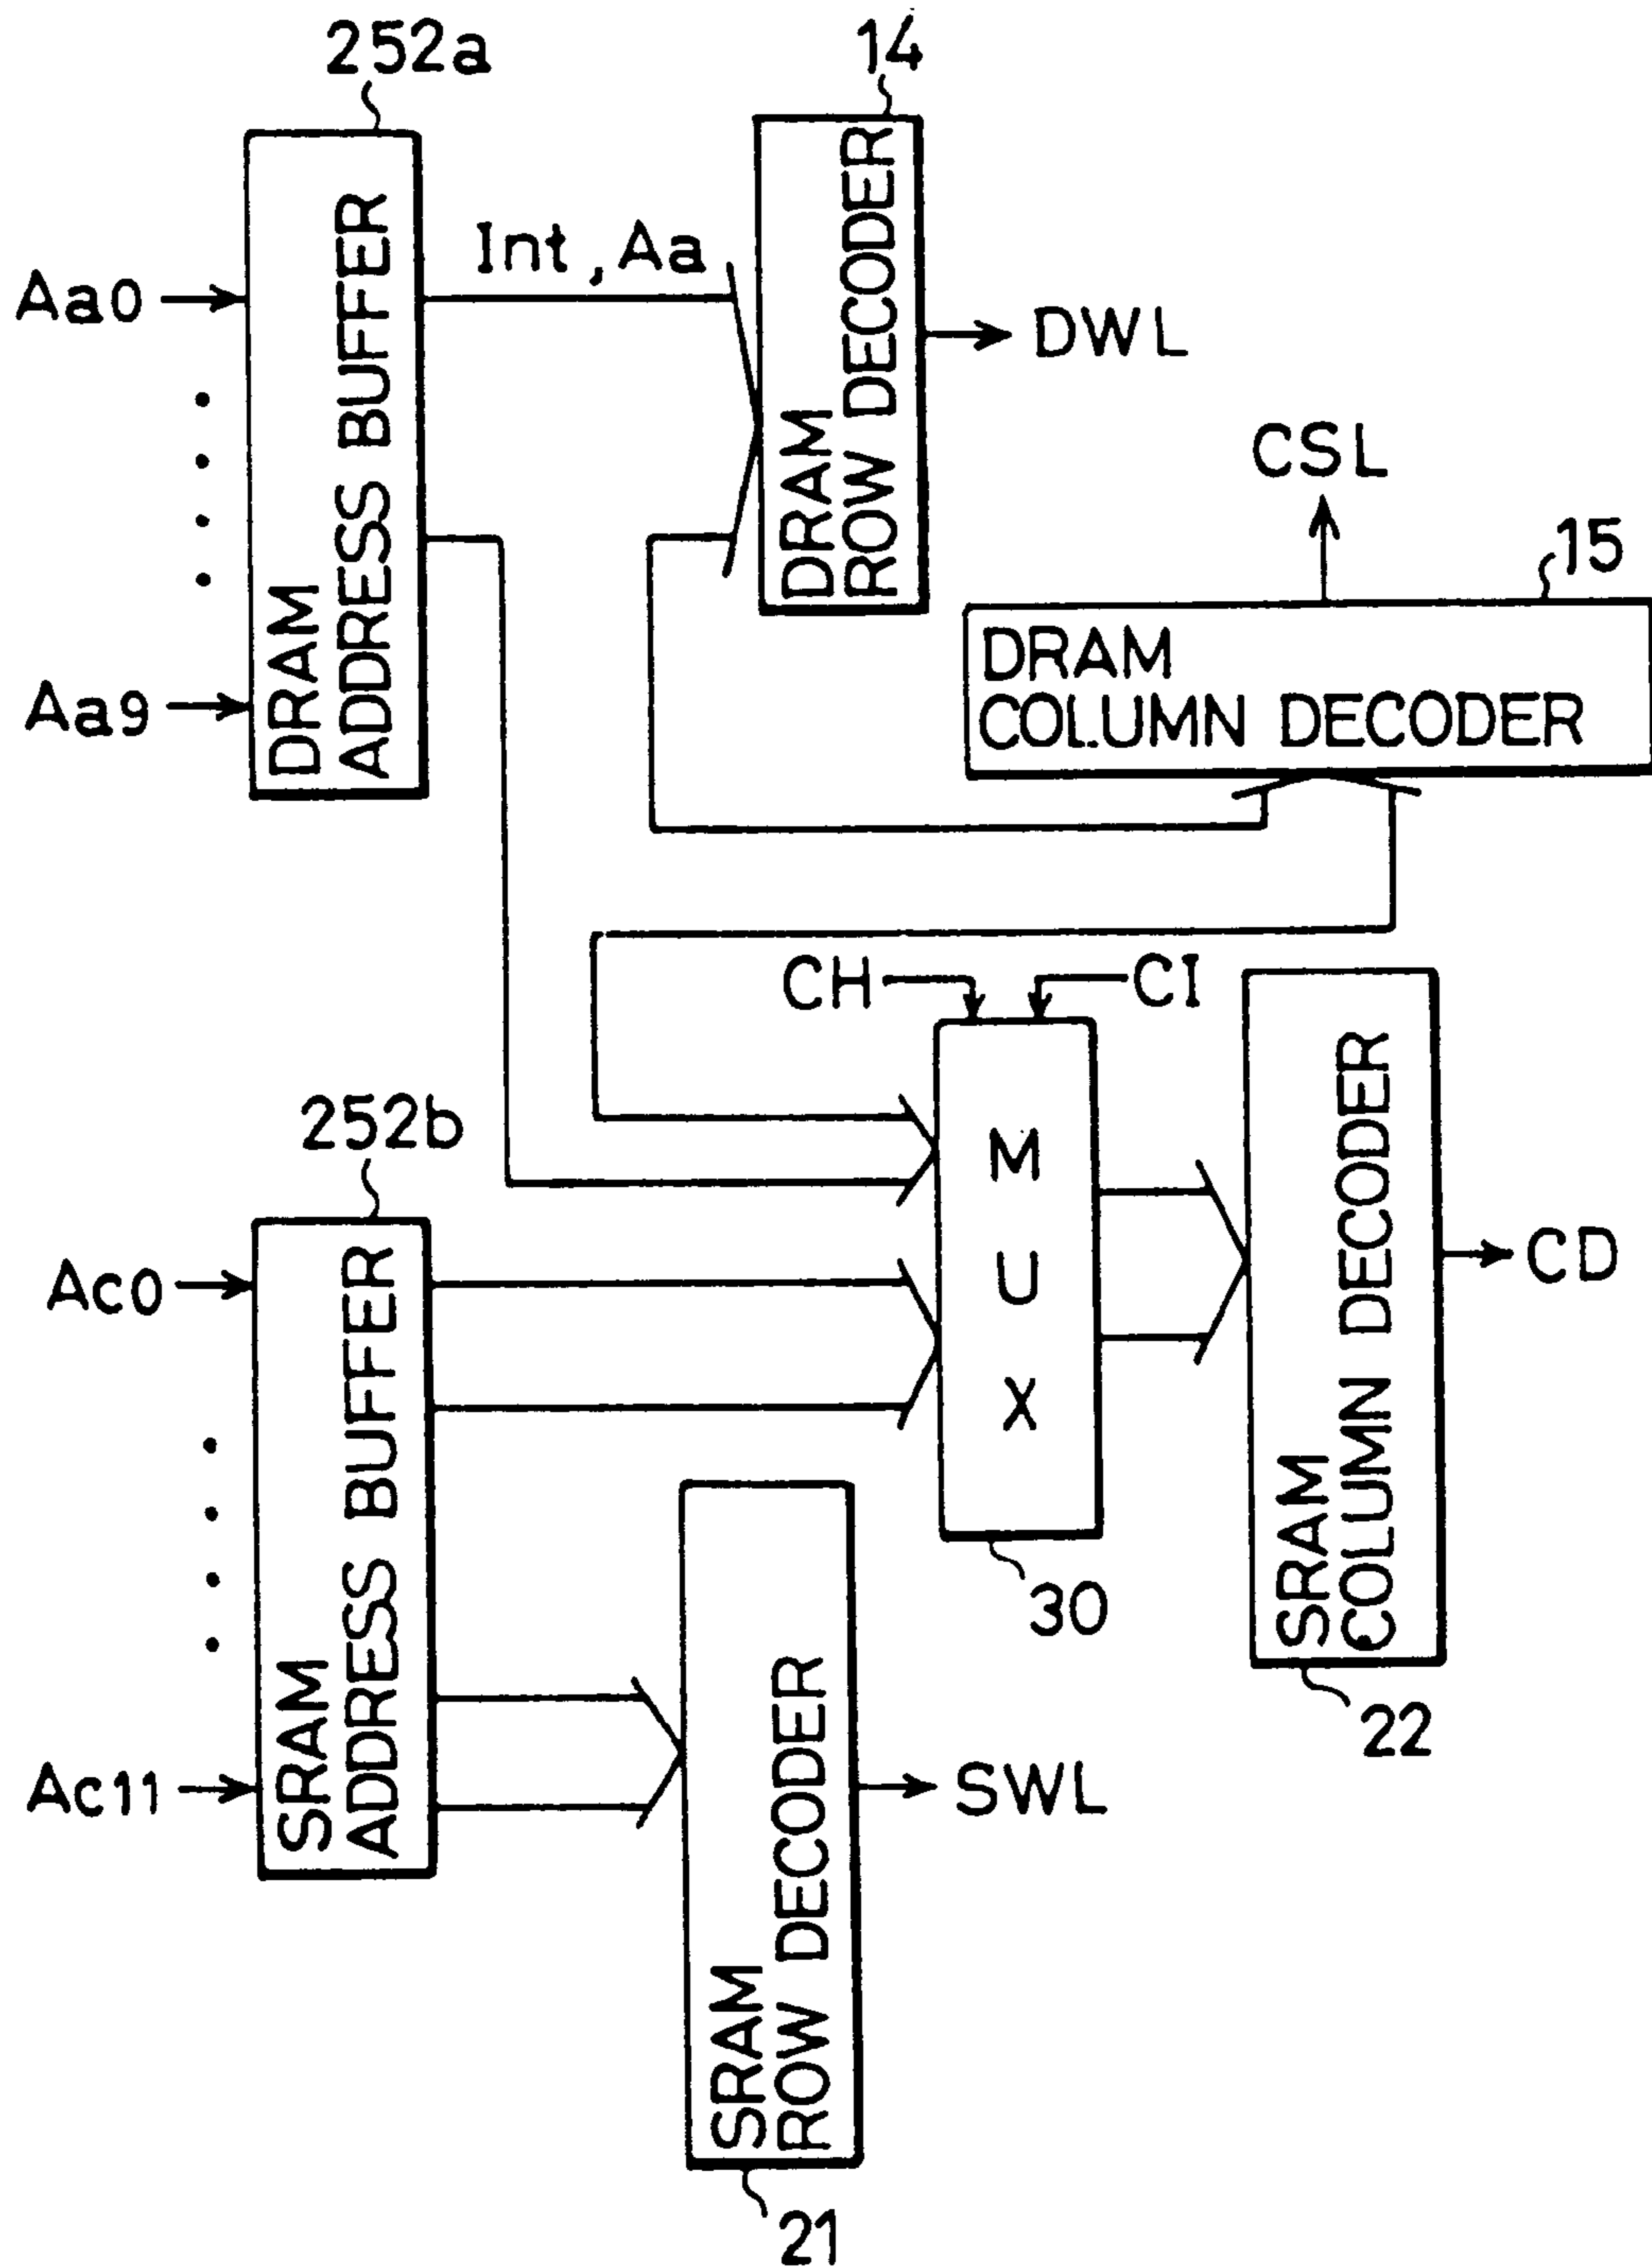 252a
14
DRAM
ADDRESS BUFFER
Int, Aa
DRAM
ROW DECODER
Aa0
DWL
CSL
15
DRAM
COLUMN DECODER
Aa9
CH
CI
252b
MUX
SRAM
COLUMN DECODER
Ac0
CD
SRAM
ADDRESS BUFFER
30
22
Ac11
SRAM
ROW DECODER
SWL
21